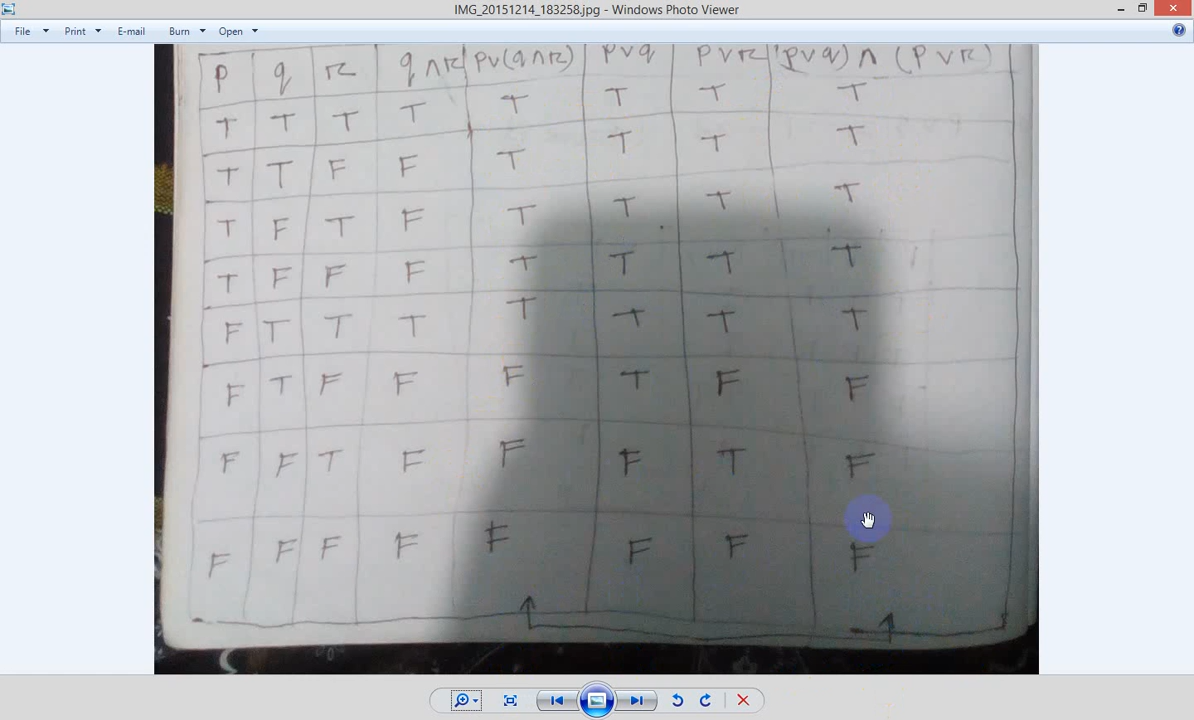 IMG_20151214_183258.jpg - Windows Photo Viewer
File Print E-mail Burn Open
p q r q ∧ r p ∨ (q ∧ r) p ∨ q p ∨ r (p ∨ q) ∧ (p ∨ r)
T T T T T T T T
T T F F T T T T
T F T F T T T T
T F F F T T T T
F T T T T T T T
F T F F F T F F
F F T F F F T F
F F F F F F F F